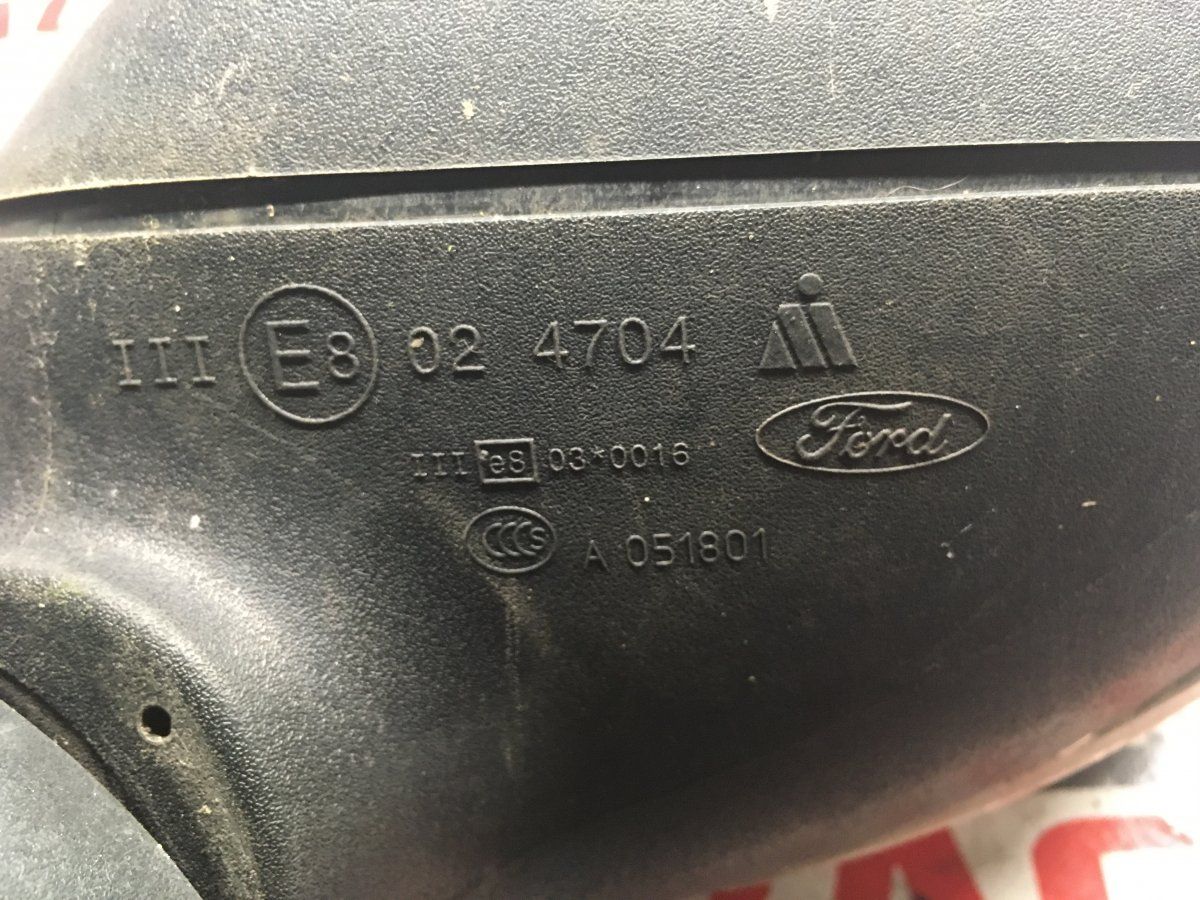 III E8 02 4704
Ford
III e8 03*0016
CCC S A 051801